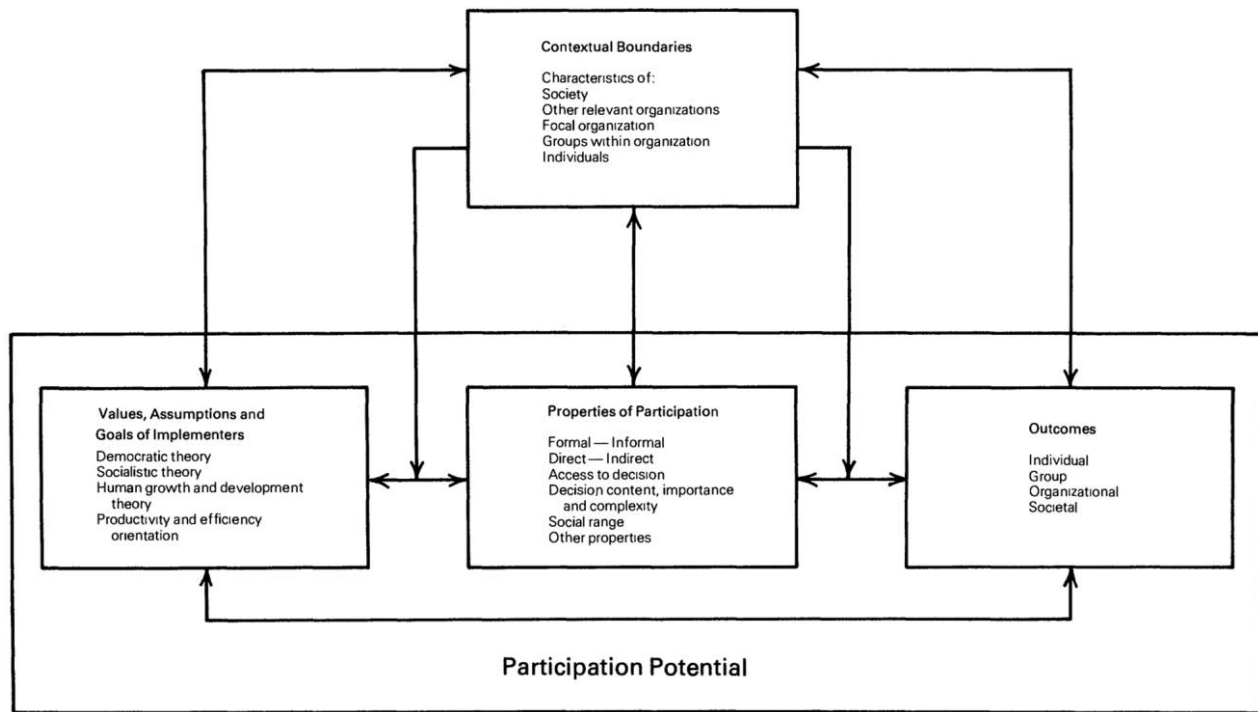 Contextual Boundaries
Characteristics of:
Society
Other relevant organizations
Focal organization
Groups within organization
Individuals
Values, Assumptions and
Goals of Implementers
Democratic theory
Socialistic theory
Human growth and development
theory
Productivity and efficiency
orientation
Properties of Participation
Formal — Informal
Direct — Indirect
Access to decision
Decision content, importance
and complexity
Social range
Other properties
Outcomes
Individual
Group
Organizational
Societal
Participation Potential